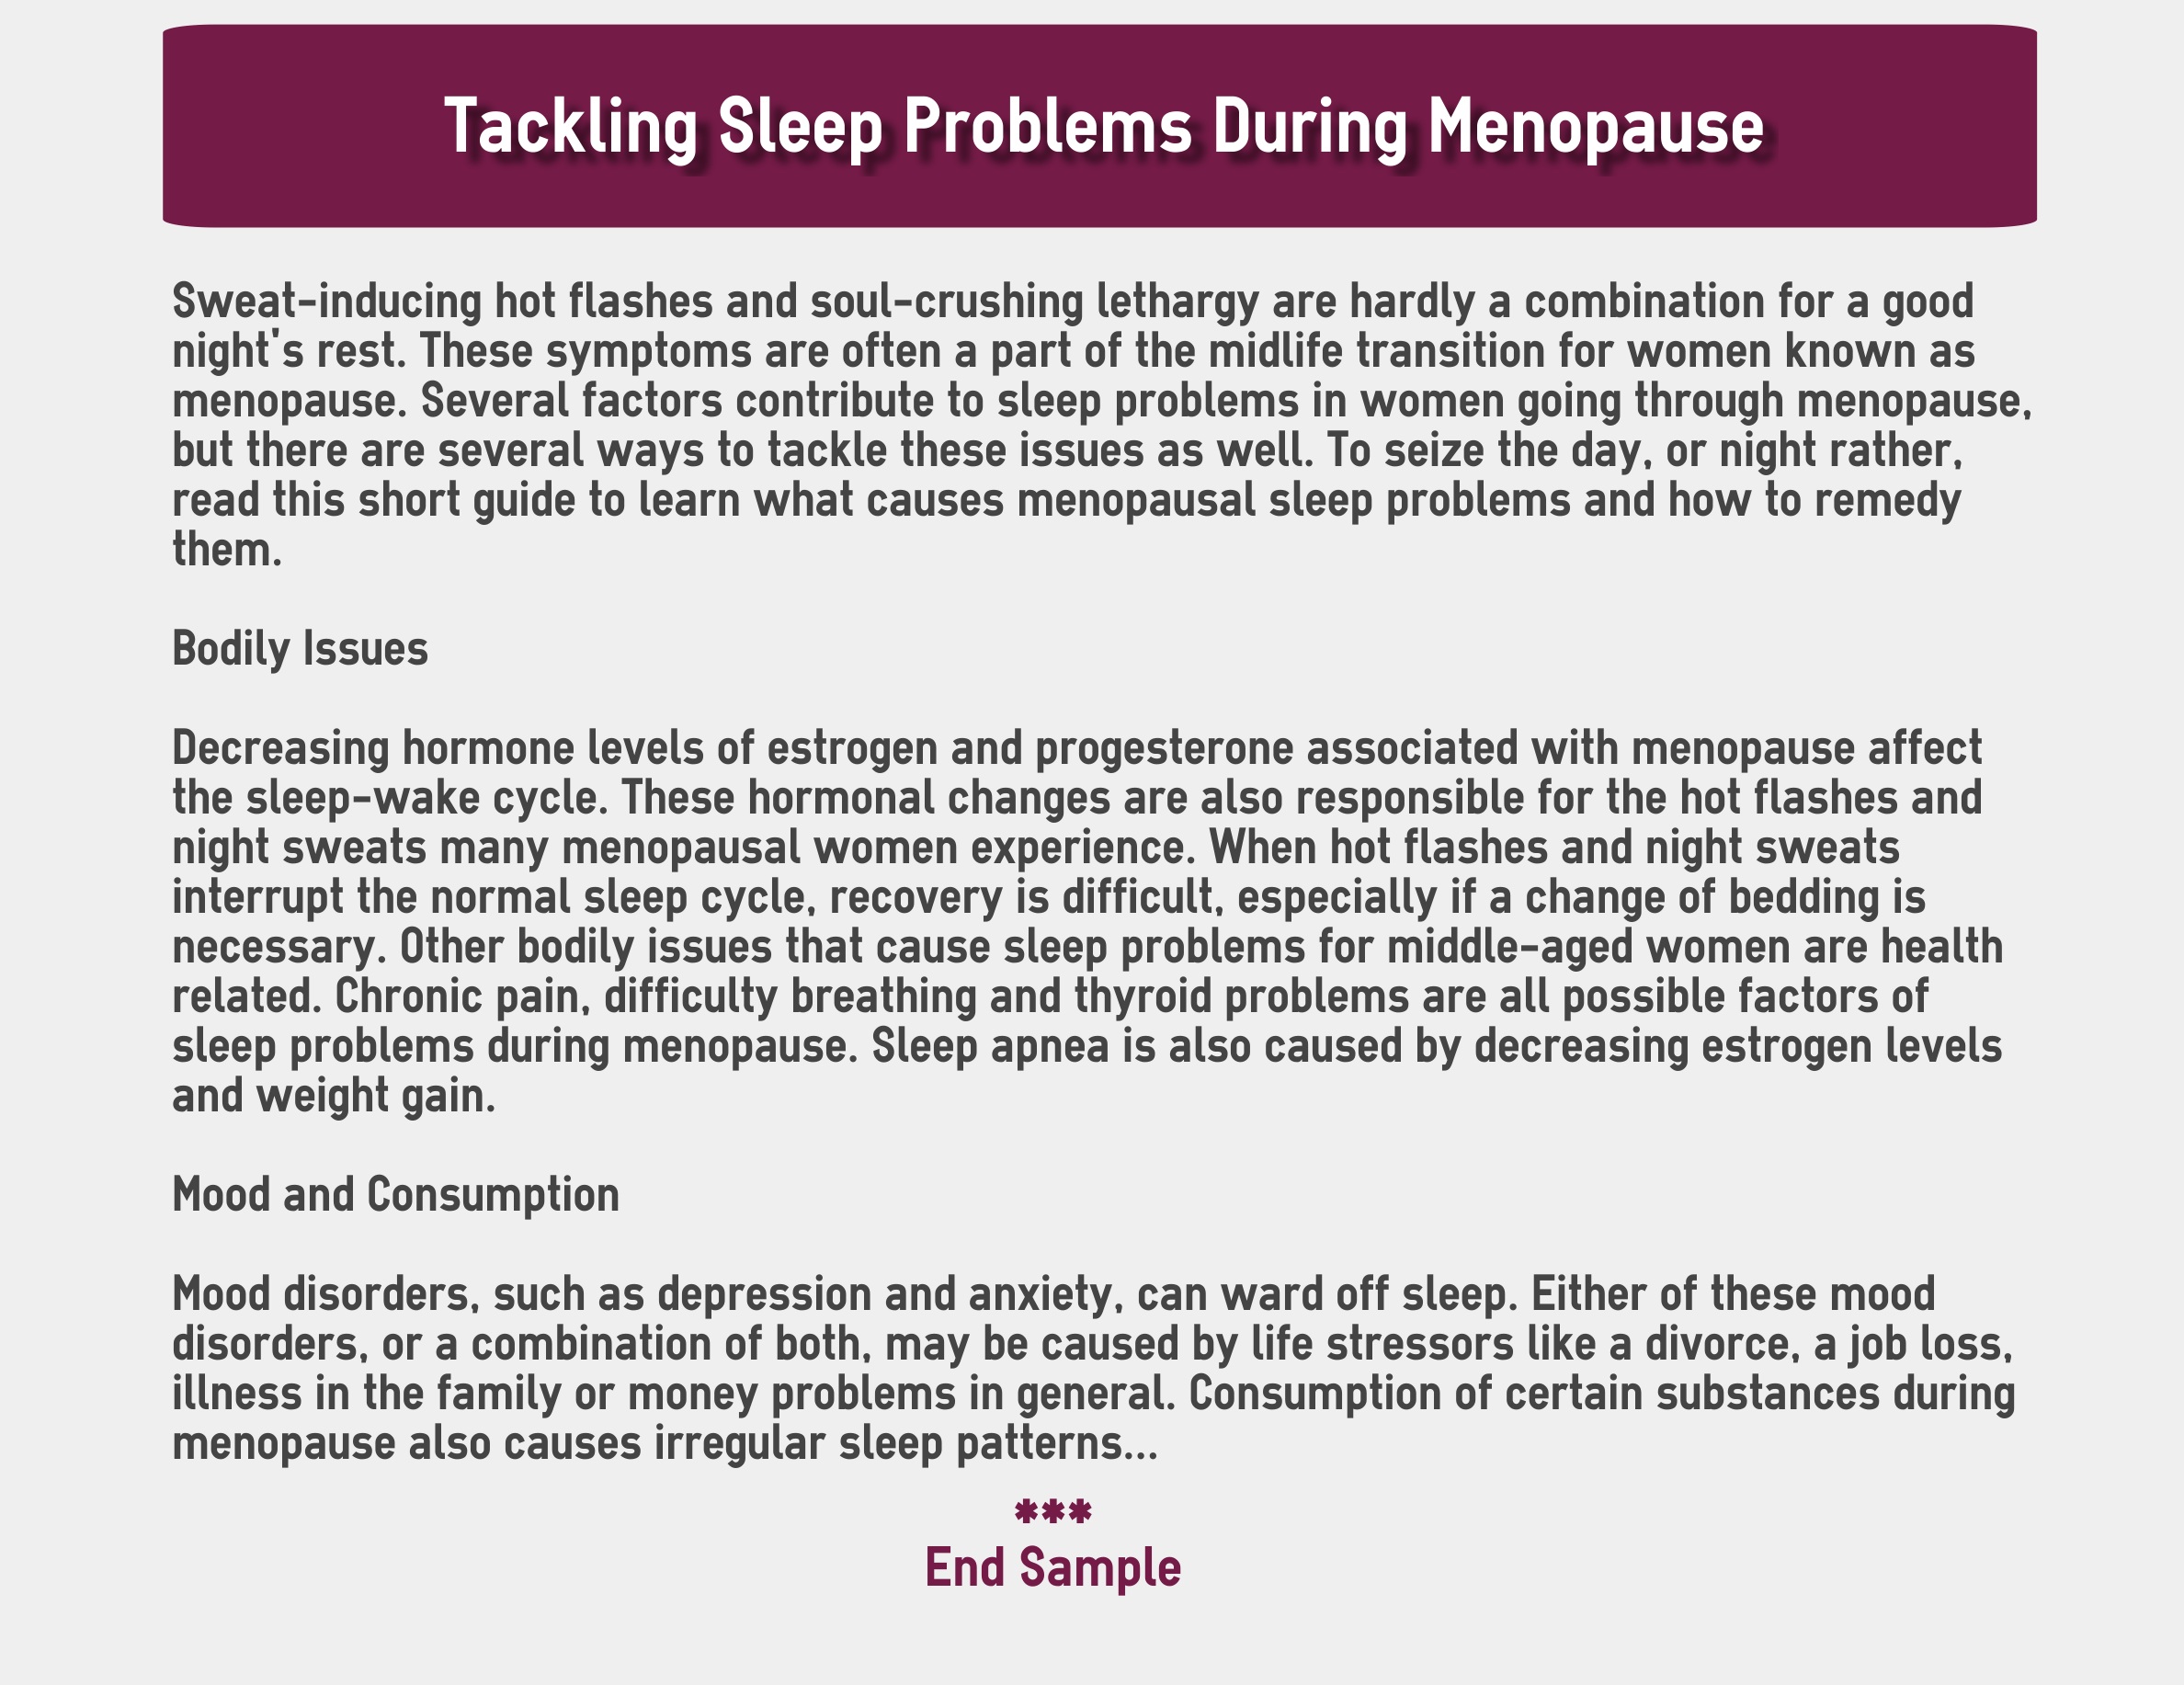 Tackling Sleep Problems During Menopause
Sweat-inducing hot flashes and soul-crushing lethargy are hardly a combination for a good
night's rest. These symptoms are often a part of the midlife transition for women known as
menopause. Several factors contribute to sleep problems in women going through menopause,
but there are several ways to tackle these issues as well. To seize the day, or night rather,
read this short guide to learn what causes menopausal sleep problems and how to remedy
them.
Bodily Issues
Decreasing hormone levels of estrogen and progesterone associated with menopause affect
the sleep-wake cycle. These hormonal changes are also responsible for the hot flashes and
night sweats many menopausal women experience. When hot flashes and night sweats
interrupt the normal sleep cycle, recovery is difficult, especially if a change of bedding is
necessary. Other bodily issues that cause sleep problems for middle-aged women are health
related. Chronic pain, difficulty breathing and thyroid problems are all possible factors of
sleep problems during menopause. Sleep apnea is also caused by decreasing estrogen levels
and weight gain.
Mood and Consumption
Mood disorders, such as depression and anxiety, can ward off sleep. Either of these mood
disorders, or a combination of both, may be caused by life stressors like a divorce, a job loss,
illness in the family or money problems in general. Consumption of certain substances during
menopause also causes irregular sleep patterns...
***
End Sample